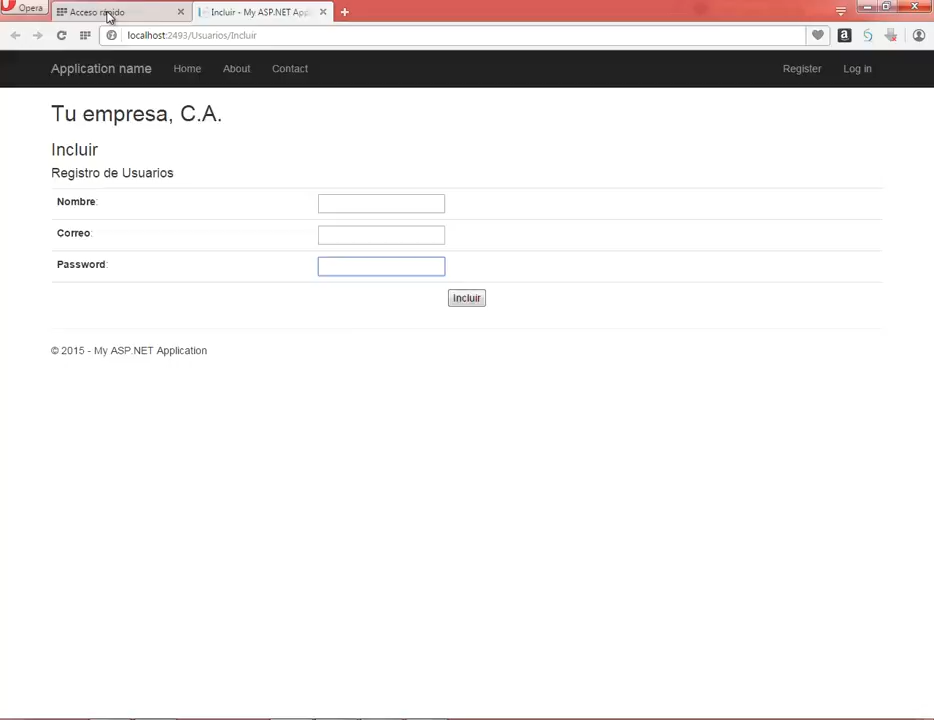 Opera
Acceso rápido
Incluir - My ASP.NET App
localhost:2493/Usuarios/Incluir
Application name Home About Contact Register Log in
Tu empresa, C.A.
Incluir
Registro de Usuarios
Nombre:
Correo:
Password:
Incluir
© 2015 - My ASP.NET Application